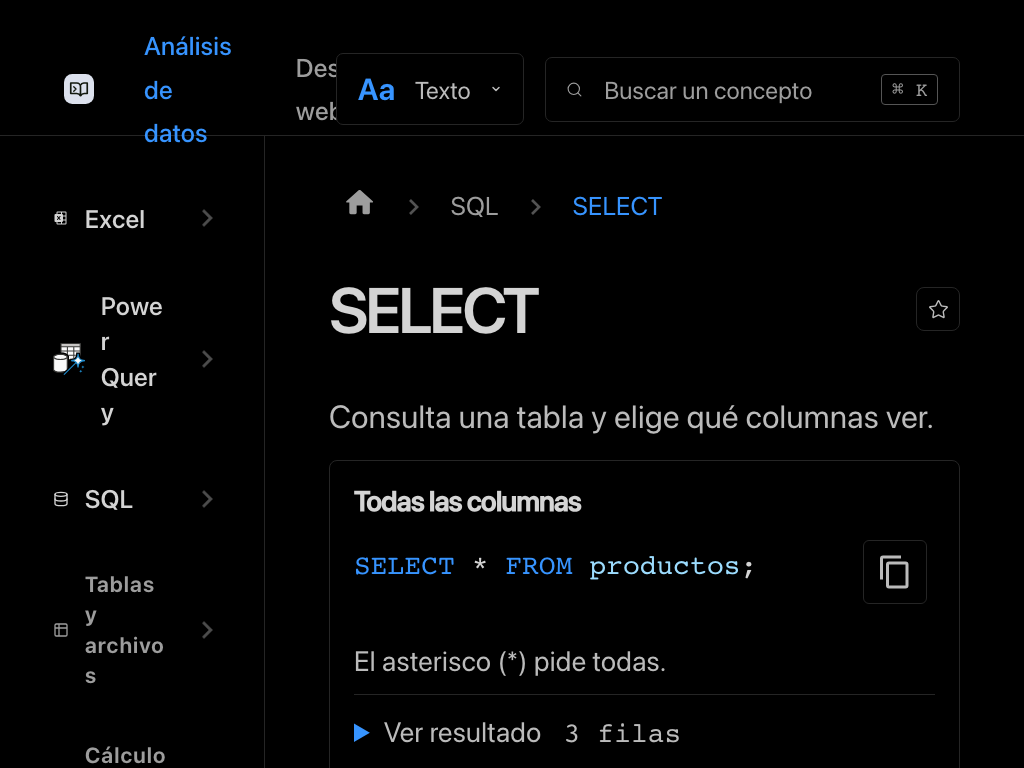 Análisis
de
datos
Des
web
Aa Texto
Buscar un concepto
⌘ K
Excel
Powe
r
Quer
y
SQL
Tablas
y
archivo
s
Cálculo
SQL
SELECT
SELECT
Consulta una tabla y elige qué columnas ver.
Todas las columnas
SELECT * FROM productos;
El asterisco (*) pide todas.
Ver resultado 3 filas